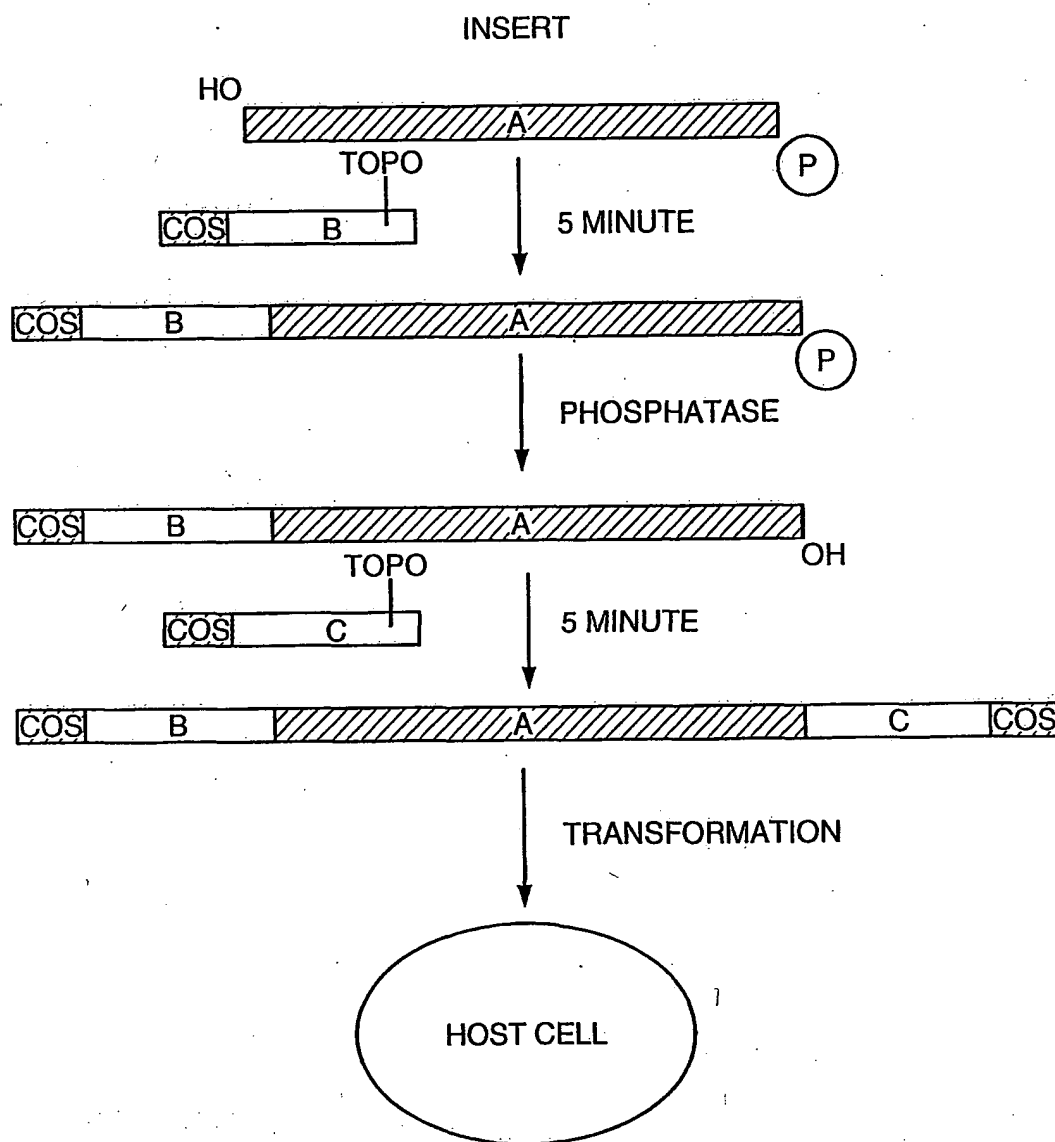 INSERT
HO
A
P
TOPO
COS B
5 MINUTE
COS B A
P
PHOSPHATASE
COS B A
OH
TOPO
COS C
5 MINUTE
COS B A C COS
TRANSFORMATION
HOST CELL